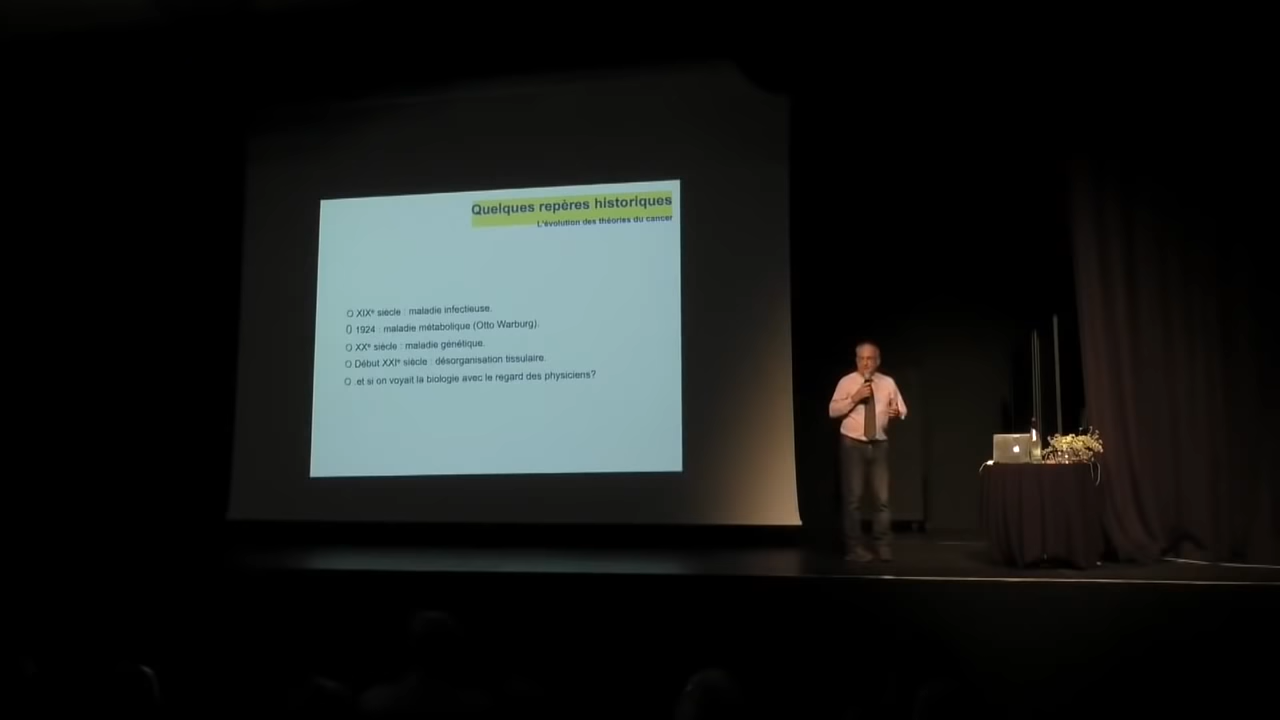 Quelques repères historiques
L'évolution des théories du cancer
O XIXᵉ siècle : maladie infectieuse.
O 1924 : maladie métabolique (Otto Warburg).
O XXᵉ siècle : maladie génétique.
O Début XXIᵉ siècle : désorganisation tissulaire.
O .et si on voyait la biologie avec le regard des physiciens?